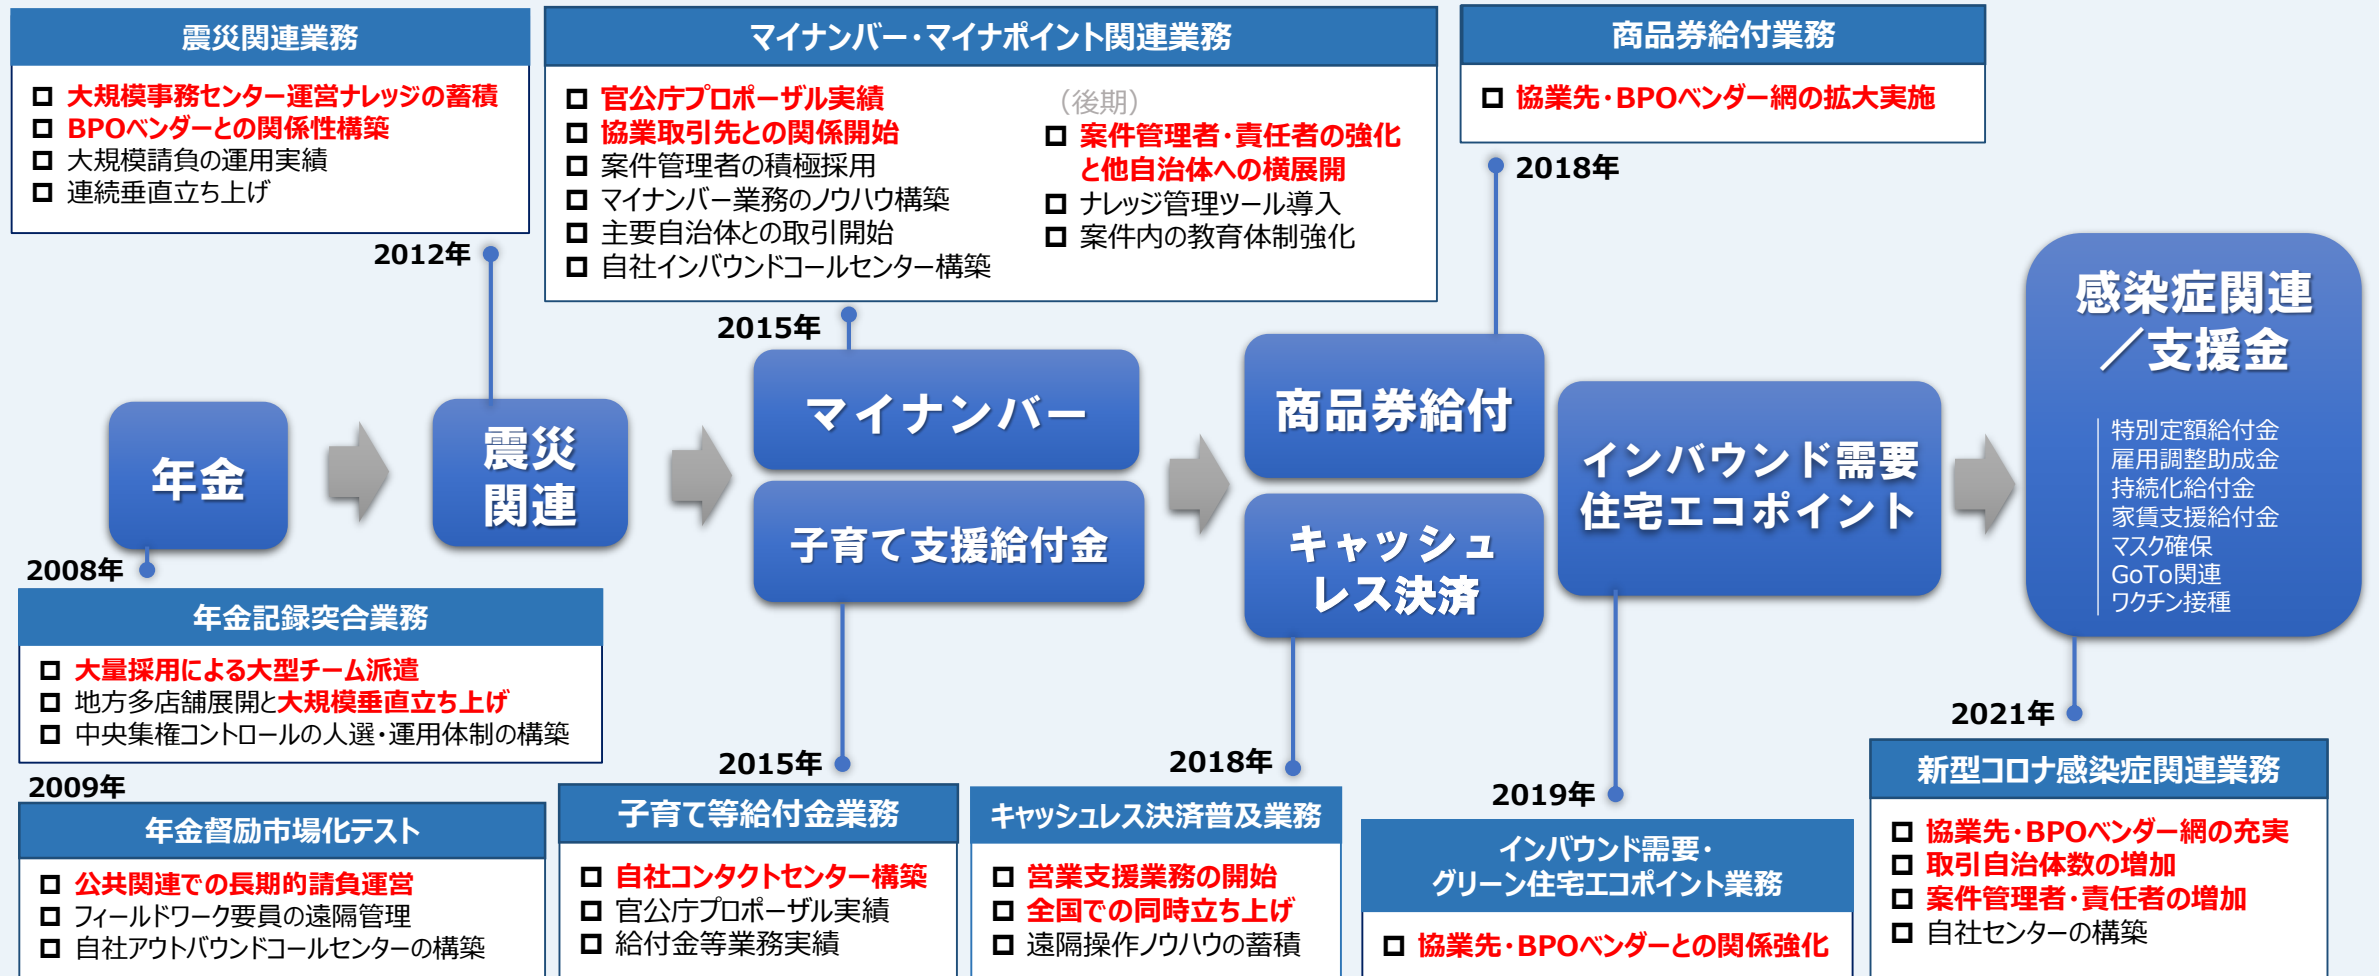 震災関連業務
大規模事務センター運営ナレッジの蓄積
BPOベンダーとの関係性構築
大規模請負の運用実績
連続垂直立ち上げ
2012年
マイナンバー・マイナポイント関連業務
官公庁プロポーザル実績
協業取引先との関係開始
案件管理者の積極採用
マイナンバー業務のノウハウ構築
主要自治体との取引開始
自社インバウンドコールセンター構築
（後期）
案件管理者・責任者の強化
と他自治体への横展開
ナレッジ管理ツール導入
案件内の教育体制強化
2015年
商品券給付業務
協業先・BPOベンダー網の拡大実施
2018年
年金
震災
関連
マイナンバー
子育て支援給付金
商品券給付
キャッシュ
レス決済
インバウンド需要
住宅エコポイント
感染症関連
／支援金
特別定額給付金
雇用調整助成金
持続化給付金
家賃支援給付金
マスク確保
GoTo関連
ワクチン接種
2008年
年金記録突合業務
大量採用による大型チーム派遣
地方多店舗展開と大規模垂直立ち上げ
中央集権コントロールの人選・運用体制の構築
2009年
年金督励市場化テスト
公共関連での長期的請負運営
フィールドワーク要員の遠隔管理
自社アウトバウンドコールセンターの構築
2015年
子育て等給付金業務
自社コンタクトセンター構築
官公庁プロポーザル実績
給付金等業務実績
2018年
キャッシュレス決済普及業務
営業支援業務の開始
全国での同時立ち上げ
遠隔操作ノウハウの蓄積
2019年
インバウンド需要・
グリーン住宅エコポイント業務
協業先・BPOベンダーとの関係強化
2021年
新型コロナ感染症関連業務
協業先・BPOベンダー網の充実
取引自治体数の増加
案件管理者・責任者の増加
自社センターの構築